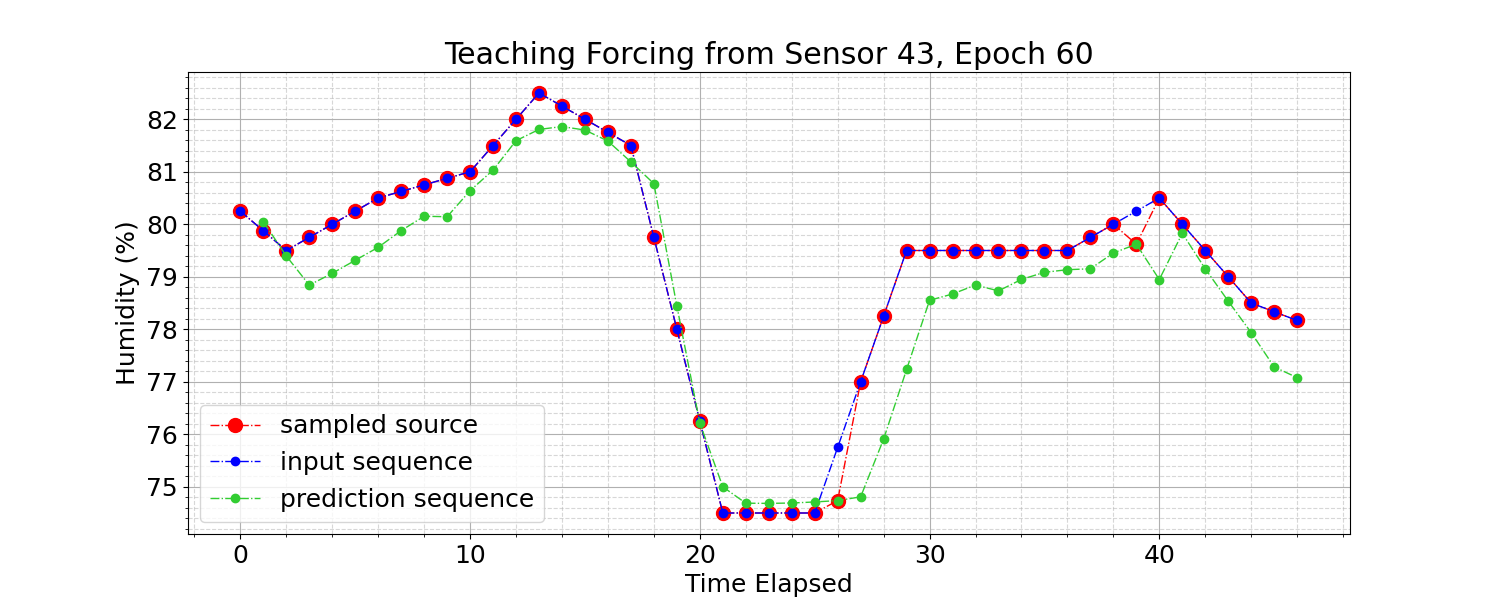 Teaching Forcing from Sensor 43, Epoch 60
82
81
80
79
78
77
76
75
Humidity (%)
sampled source
input sequence
prediction sequence
0 10 20 30 40
Time Elapsed